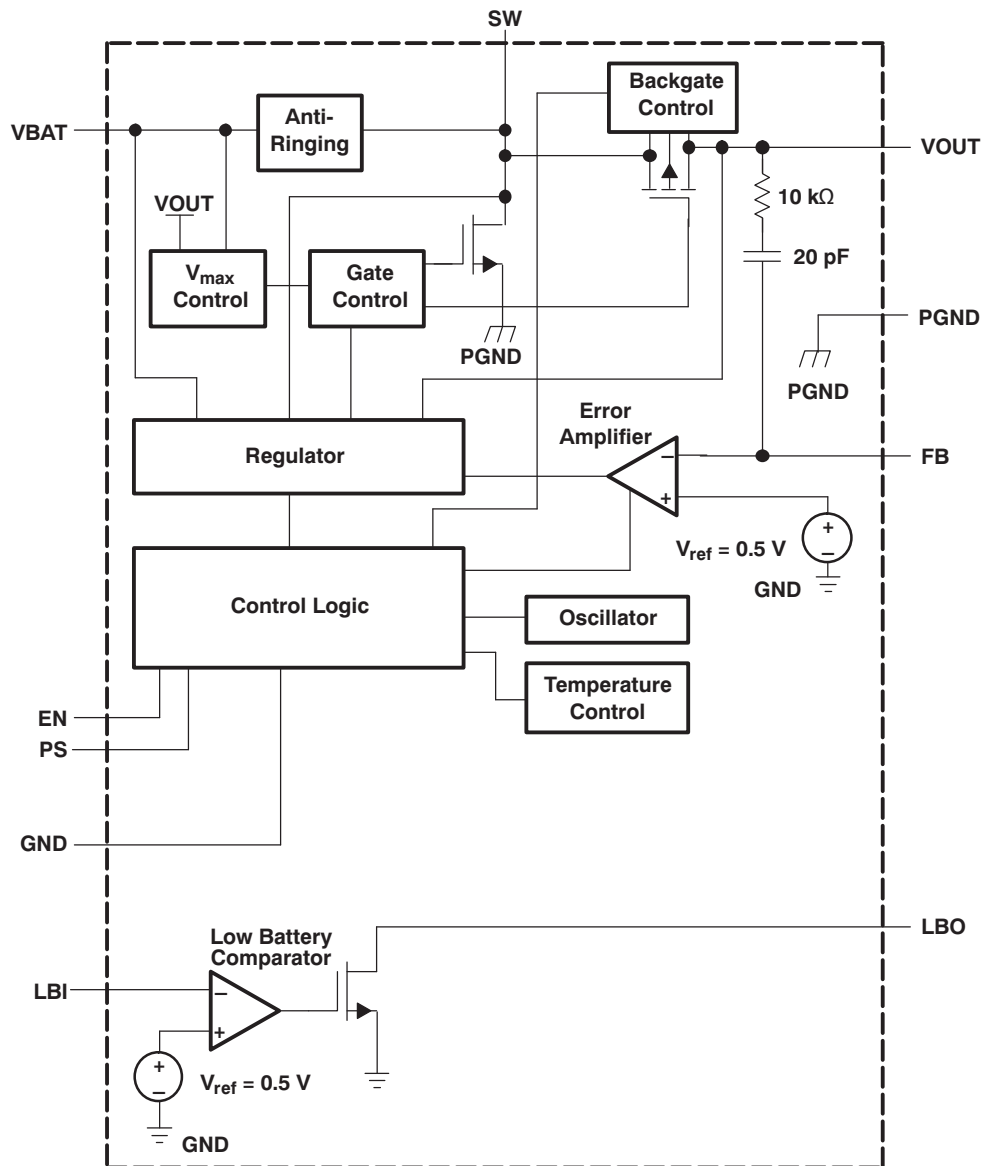 SW
Backgate
Control
Anti-
Ringing
VBAT
VOUT
VOUT
10 kΩ
20 pF
Vmax
Control
Gate
Control
PGND
PGND
PGND
Error
Amplifier
Regulator
−
FB
+
Vref = 0.5 V
+
−
GND
Control Logic
Oscillator
Temperature
Control
EN
PS
GND
LBO
Low Battery
Comparator
LBI
−
+
+
−
Vref = 0.5 V
GND